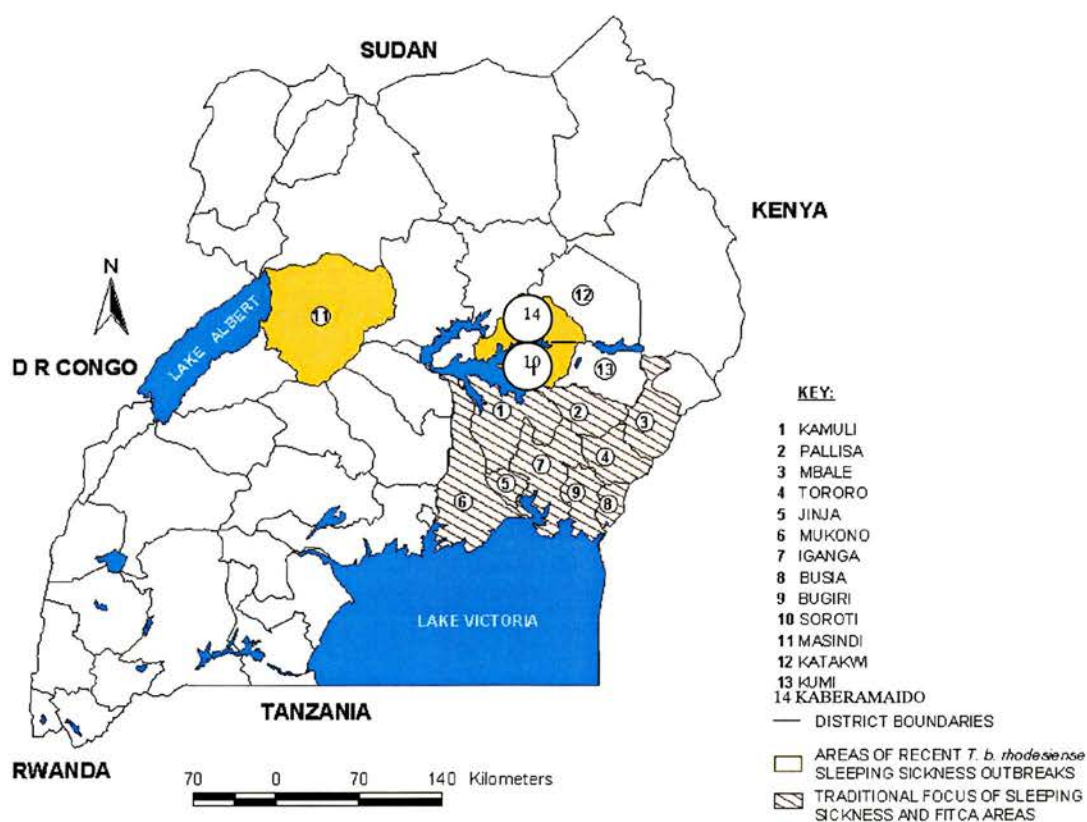 SUDAN
KENYA
N
LAKE ALBERT
D R CONGO
11
12
14
10
13
1
2
3
4
5
6
7
9
8
LAKE VICTORIA
TANZANIA
RWANDA
70 0 70 140 Kilometers
KEY:
1 KAMULI
2 PALLISA
3 MBALE
4 TORORO
5 JINJA
6 MUKONO
7 IGANGA
8 BUSIA
9 BUGIRI
10 SOROTI
11 MASINDI
12 KATAKWI
13 KUMI
14 KABERAMAIDO
DISTRICT BOUNDARIES
AREAS OF RECENT T. b. rhodesiense
SLEEPING SICKNESS OUTBREAKS
TRADITIONAL FOCUS OF SLEEPING
SICKNESS AND FITCA AREAS